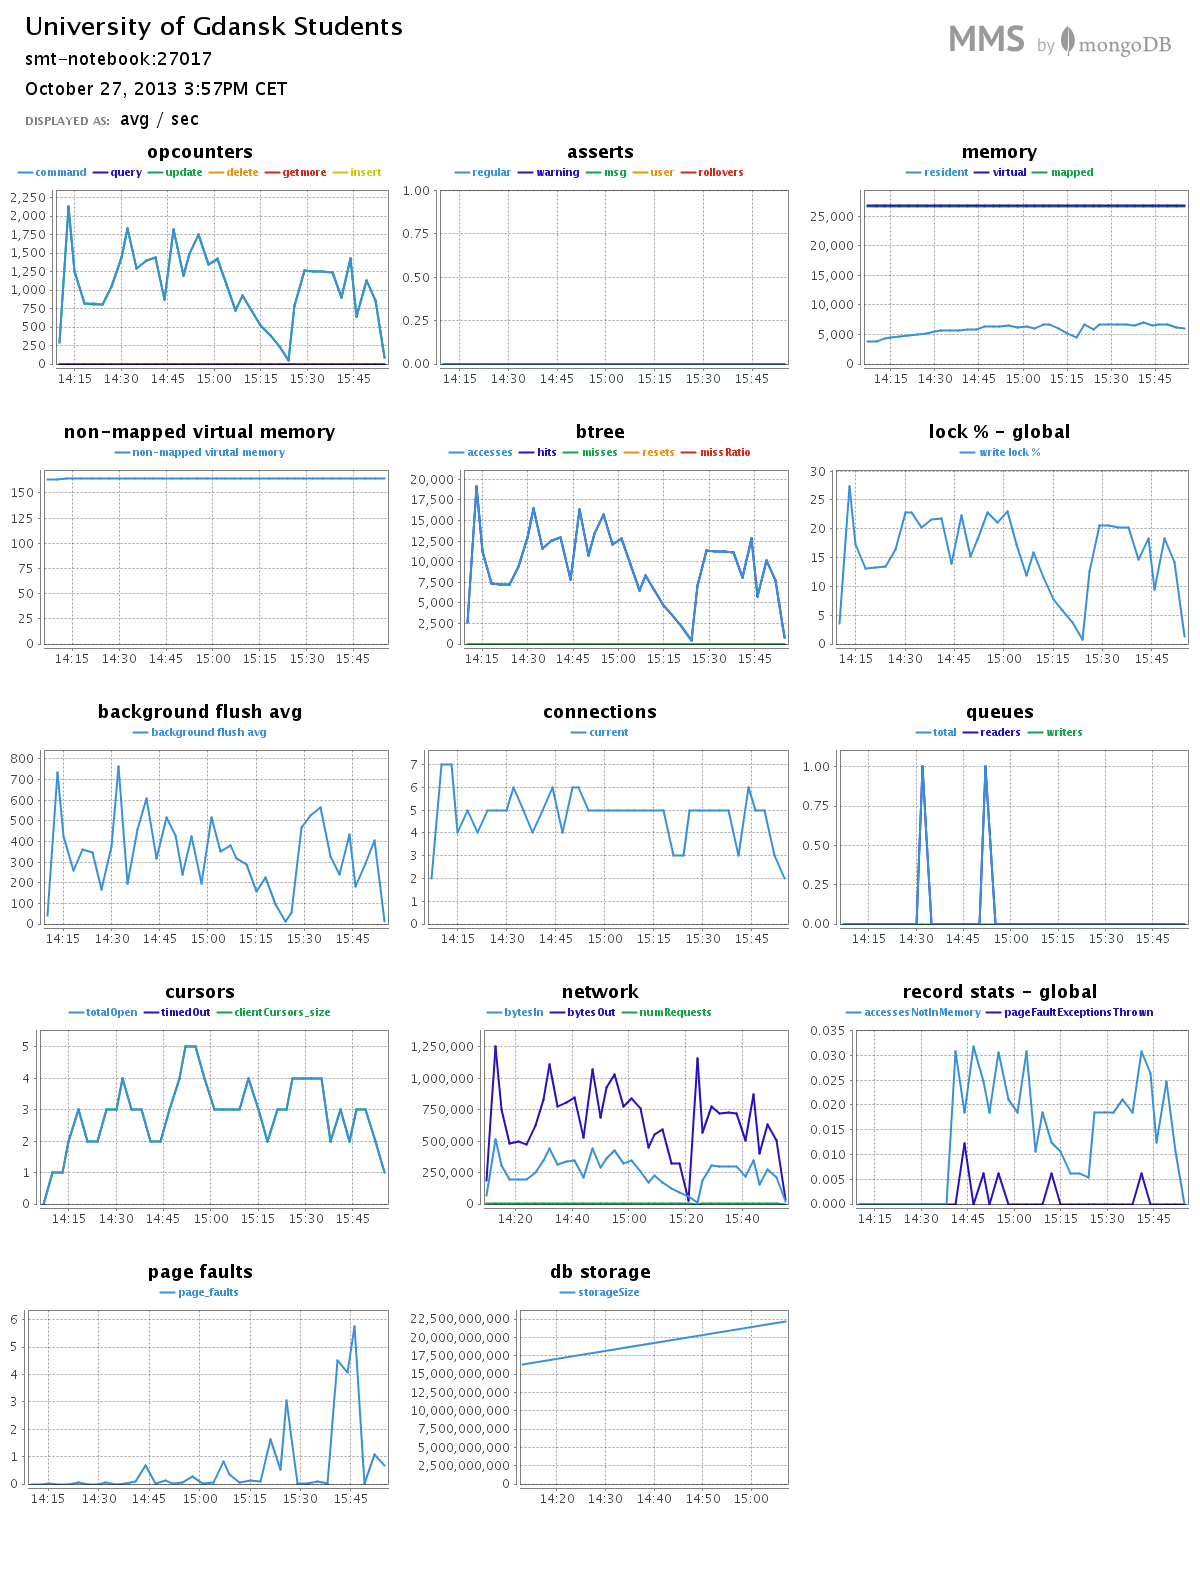 University of Gdansk Students
smt-notebook:27017
October 27, 2013 3:57PM CET
DISPLAYED AS: avg / sec
MMS by mongoDB
opcounters
command query update delete getmore insert
2,250
2,000
1,750
1,500
1,250
1,000
750
500
250
0
14:15 14:30 14:45 15:00 15:15 15:30 15:45
asserts
regular warning msg user rollovers
1.00
0.75
0.50
0.25
0.00
14:15 14:30 14:45 15:00 15:15 15:30 15:45
memory
resident virtual mapped
25,000
20,000
15,000
10,000
5,000
0
14:15 14:30 14:45 15:00 15:15 15:30 15:45
non-mapped virtual memory
non-mapped virutal memory
150
125
100
75
50
25
0
14:15 14:30 14:45 15:00 15:15 15:30 15:45
btree
accesses hits misses resets missRatio
20,000
17,500
15,000
12,500
10,000
7,500
5,000
2,500
0
14:15 14:30 14:45 15:00 15:15 15:30 15:45
lock % - global
write lock %
30
25
20
15
10
5
0
14:15 14:30 14:45 15:00 15:15 15:30 15:45
background flush avg
background flush avg
800
700
600
500
400
300
200
100
0
14:15 14:30 14:45 15:00 15:15 15:30 15:45
connections
current
7
6
5
4
3
2
1
0
14:15 14:30 14:45 15:00 15:15 15:30 15:45
queues
total readers writers
1.00
0.75
0.50
0.25
0.00
14:15 14:30 14:45 15:00 15:15 15:30 15:45
cursors
totalOpen timedOut clientCursors_size
5
4
3
2
1
0
14:15 14:30 14:45 15:00 15:15 15:30 15:45
network
bytesIn bytesOut numRequests
1,250,000
1,000,000
750,000
500,000
250,000
0
14:20 14:40 15:00 15:20 15:40
record stats - global
accessesNotInMemory pageFaultExceptionsThrown
0.035
0.030
0.025
0.020
0.015
0.010
0.005
0.000
14:15 14:30 14:45 15:00 15:15 15:30 15:45
page faults
page_faults
6
5
4
3
2
1
0
14:15 14:30 14:45 15:00 15:15 15:30 15:45
db storage
storageSize
22,500,000,000
20,000,000,000
17,500,000,000
15,000,000,000
12,500,000,000
10,000,000,000
7,500,000,000
5,000,000,000
2,500,000,000
0
14:20 14:30 14:40 14:50 15:00